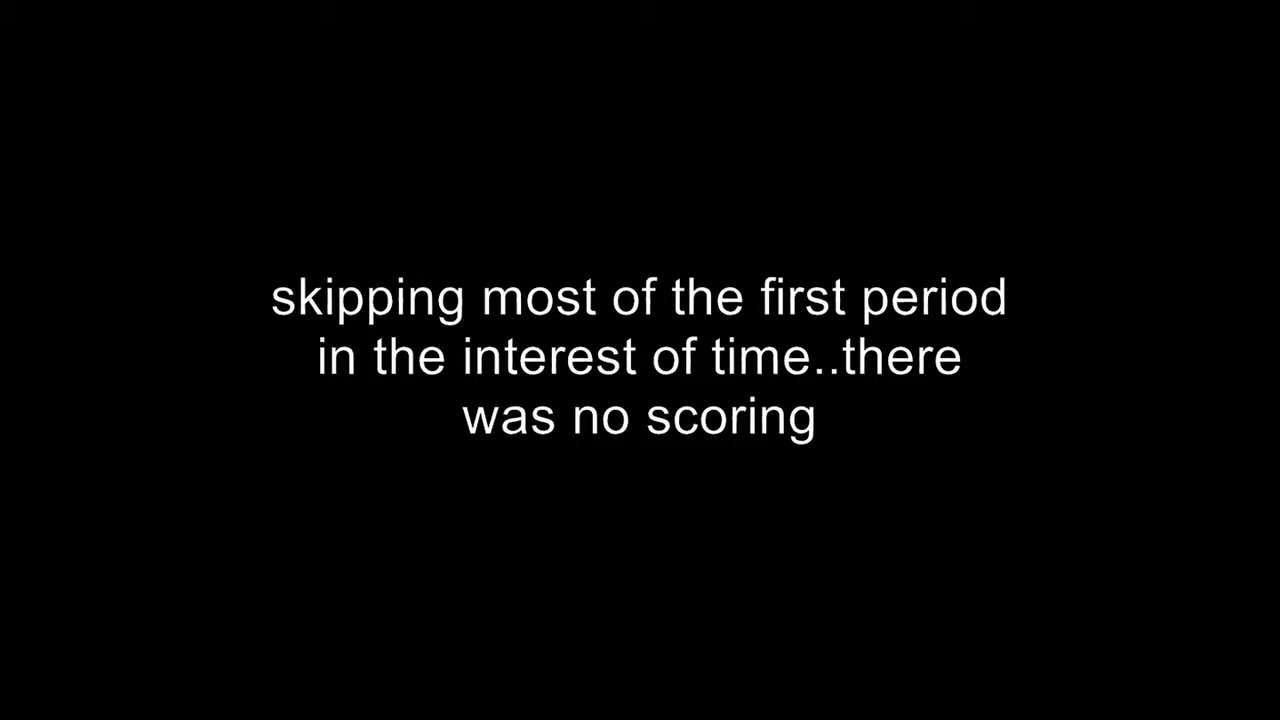 skipping most of the first period
in the interest of time..there
was no scoring